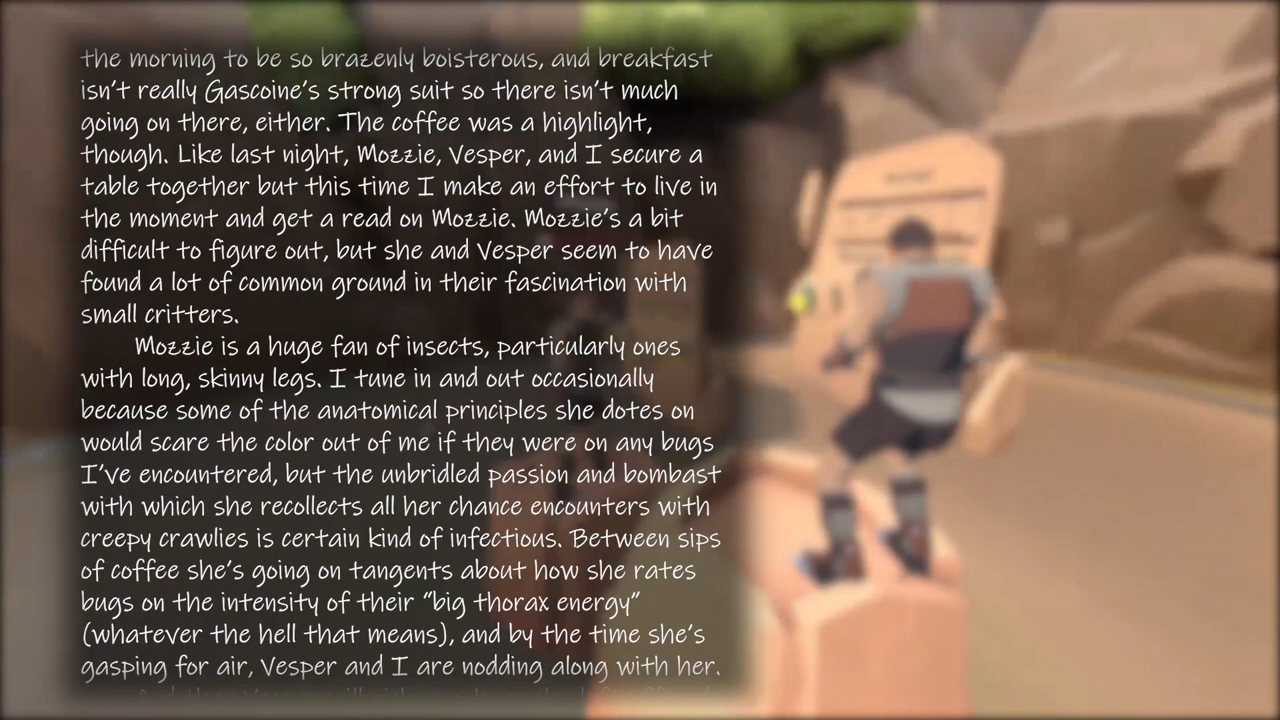 the morning to be so brazenly boisterous, and breakfast
isn't really Gascoine's strong suit so there isn't much
going on there, either. The coffee was a highlight,
though. Like last night, Mozzie, Vesper, and I secure a
table together but this time I make an effort to live in
the moment and get a read on Mozzie. Mozzie's a bit
difficult to figure out, but she and Vesper seem to have
found a lot of common ground in their fascination with
small critters.
Mozzie is a huge fan of insects, particularly ones
with long, skinny legs. I tune in and out occasionally
because some of the anatomical principles she dotes on
would scare the color out of me if they were on any bugs
I've encountered, but the unbridled passion and bombast
with which she recollects all her chance encounters with
creepy crawlies is certain kind of infectious. Between sips
of coffee she's going on tangents about how she rates
bugs on the intensity of their “big thorax energy”
(whatever the hell that means), and by the time she's
gasping for air, Vesper and I are nodding along with her.